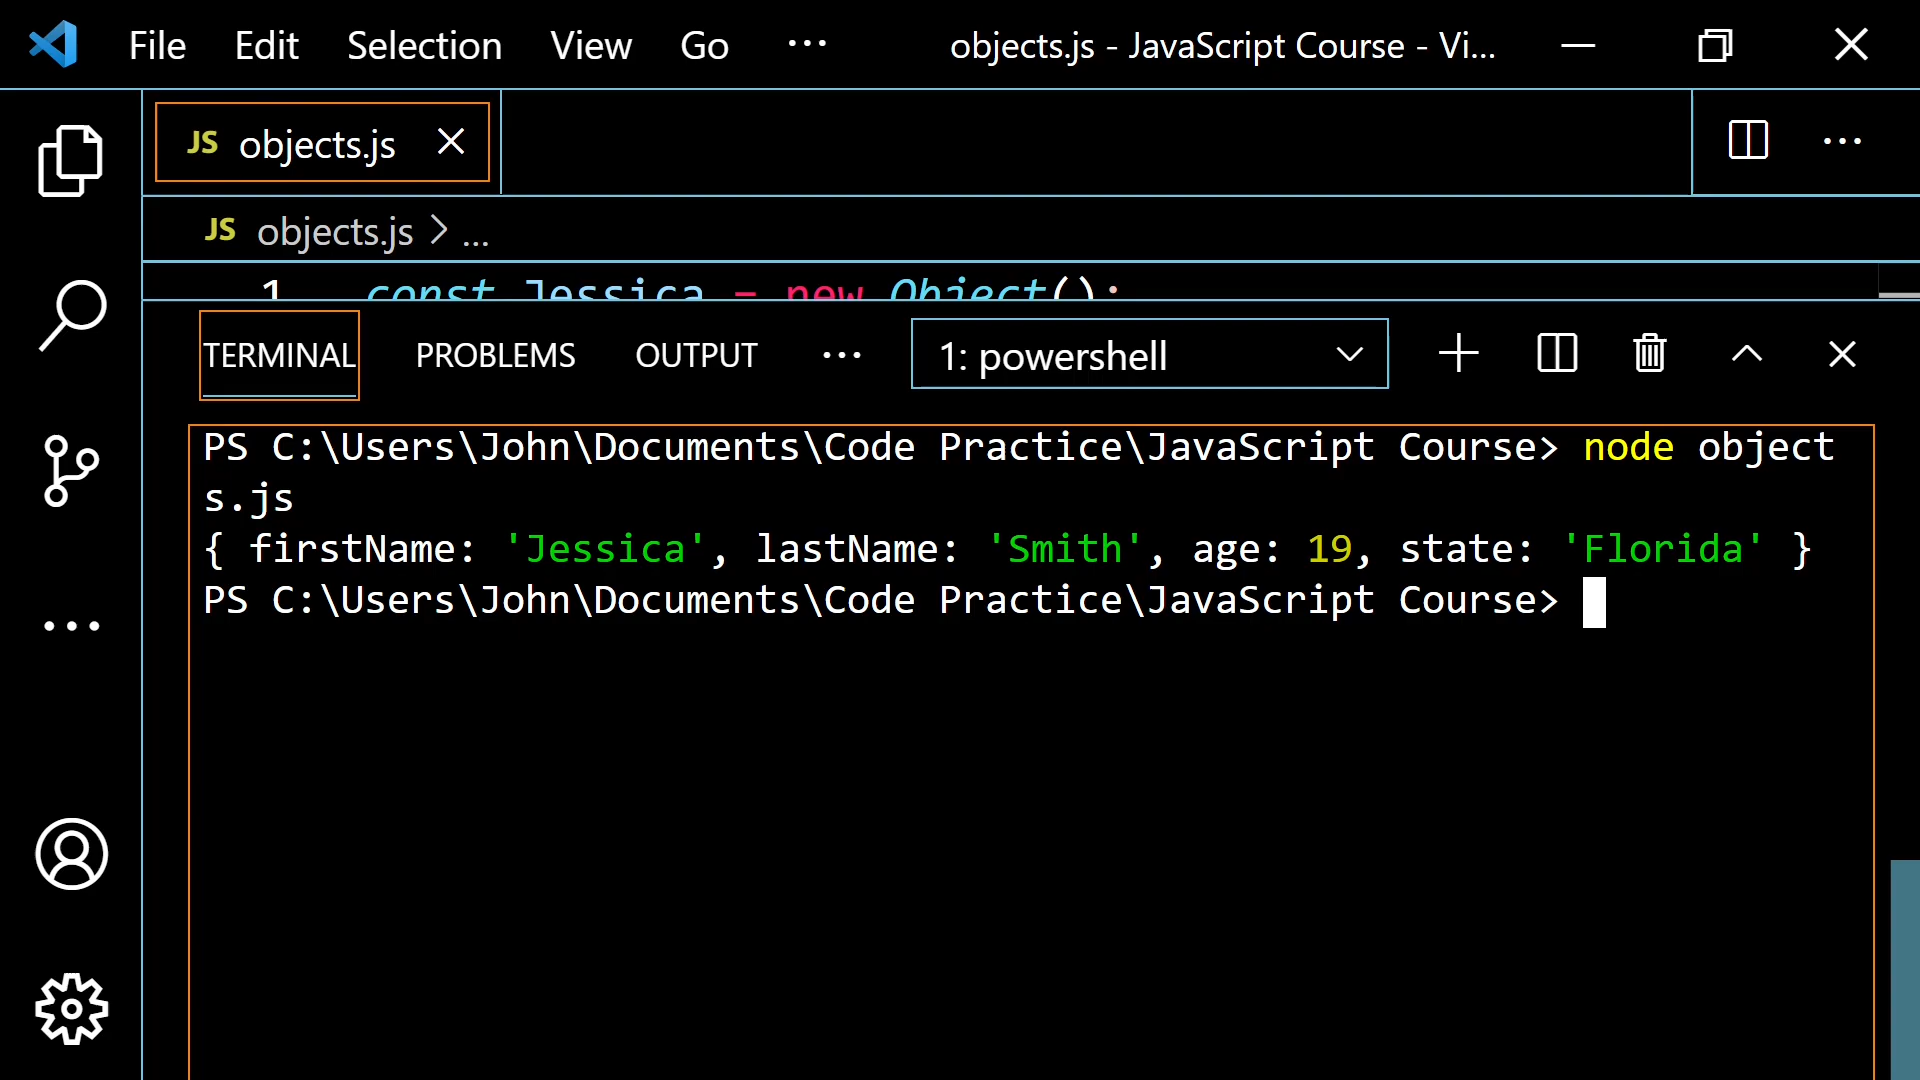 File Edit Selection View Go ··· objects.js - JavaScript Course - Vi...
JS objects.js
JS objects.js > ...
1 const Jessica = new Object();
TERMINAL PROBLEMS OUTPUT ··· 1: powershell
PS C:\Users\John\Documents\Code Practice\JavaScript Course> node object
s.js
{ firstName: 'Jessica', lastName: 'Smith', age: 19, state: 'Florida' }
PS C:\Users\John\Documents\Code Practice\JavaScript Course>